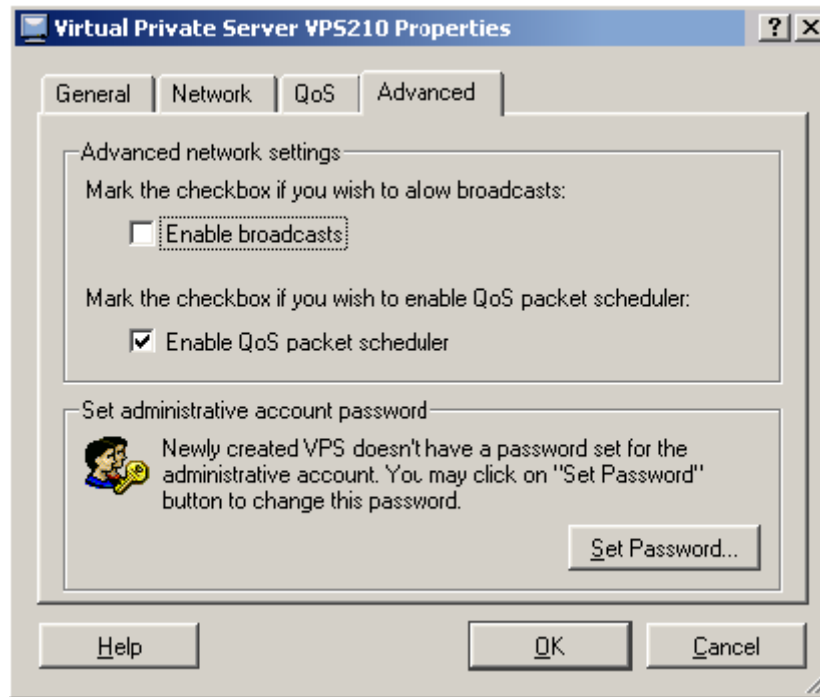 Virtual Private Server VPS210 Properties
General Network QoS Advanced
Advanced network settings
Mark the checkbox if you wish to alow broadcasts:
Enable broadcasts
Mark the checkbox if you wish to enable QoS packet scheduler:
Enable QoS packet scheduler
Set administrative account password
Newly created VPS doesn't have a password set for the
administrative account. You may click on "Set Password"
button to change this password.
Set Password...
Help OK Cancel